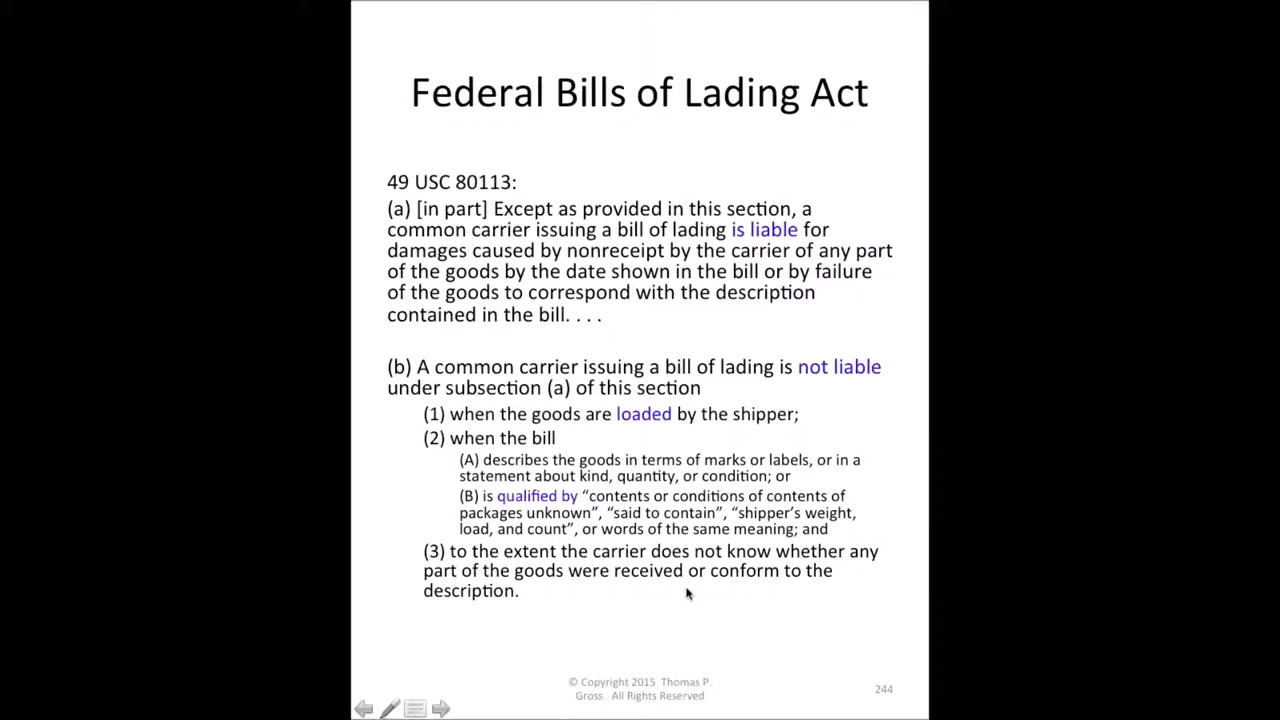 Federal Bills of Lading Act
49 USC 80113:
(a) [in part] Except as provided in this section, a
common carrier issuing a bill of lading is liable for
damages caused by nonreceipt by the carrier of any part
of the goods by the date shown in the bill or by failure
of the goods to correspond with the description
contained in the bill. . . .
(b) A common carrier issuing a bill of lading is not liable
under subsection (a) of this section
(1) when the goods are loaded by the shipper;
(2) when the bill
(A) describes the goods in terms of marks or labels, or in a
statement about kind, quantity, or condition; or
(B) is qualified by “contents or conditions of contents of
packages unknown”, “said to contain”, “shipper’s weight,
load, and count”, or words of the same meaning; and
(3) to the extent the carrier does not know whether any
part of the goods were received or conform to the
description.
© Copyright 2015 Thomas P.
Gross. All Rights Reserved
244